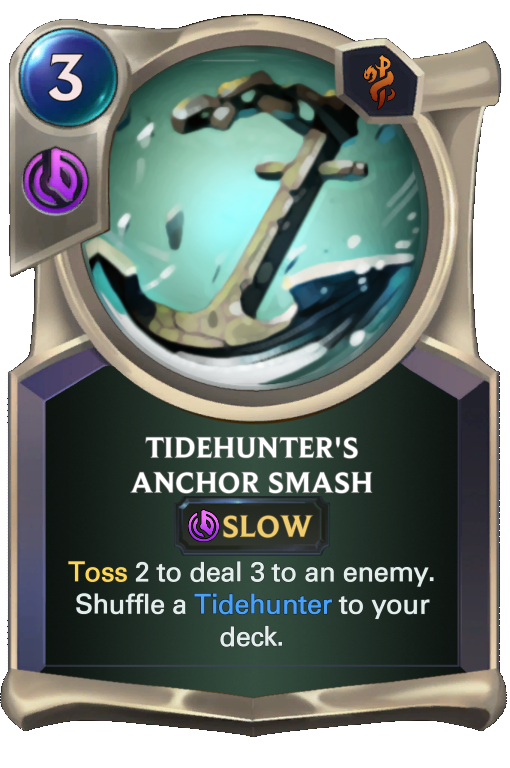 3
TIDEHUNTER'S
ANCHOR SMASH
SLOW
Toss 2 to deal 3 to an enemy.
Shuffle a Tidehunter to your
deck.